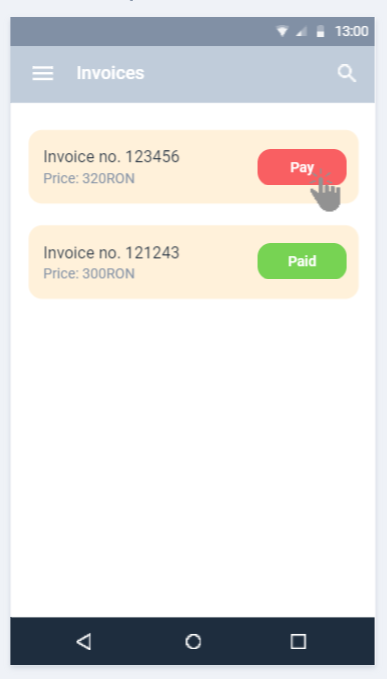 13:00
Invoices
Invoice no. 123456
Price: 320RON
Pay
Invoice no. 121243
Price: 300RON
Paid